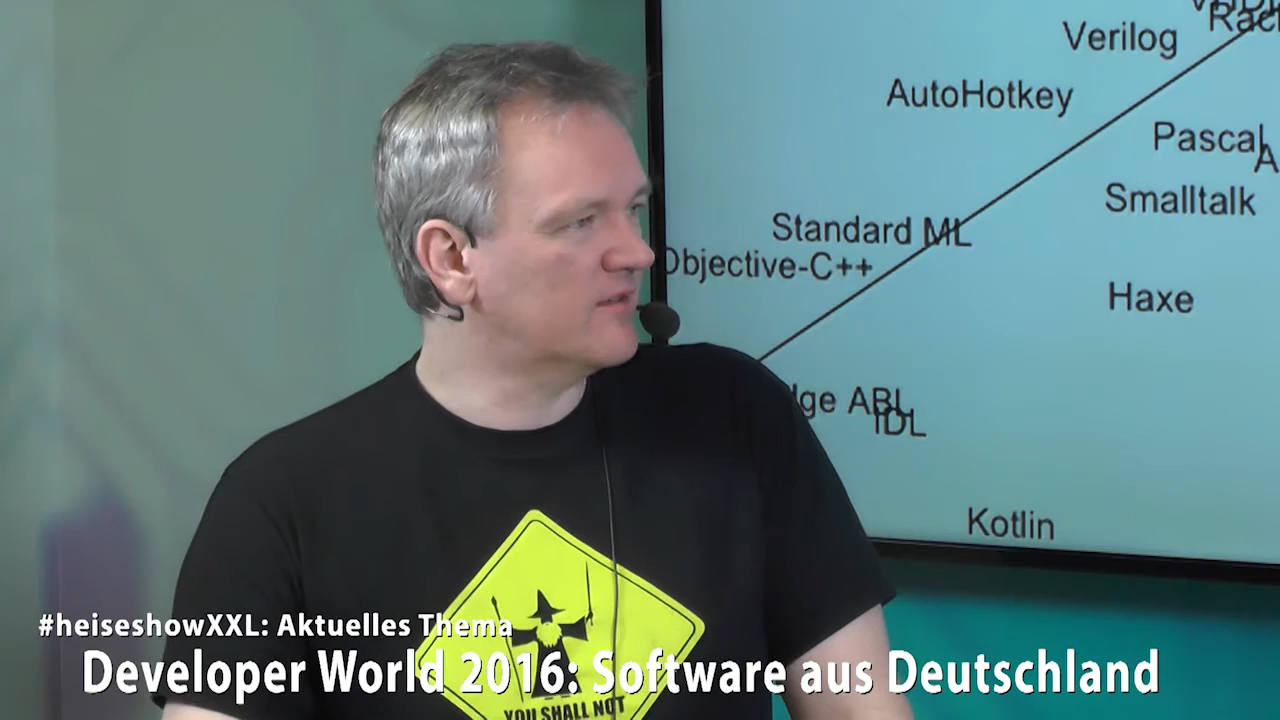 Verilog
AutoHotkey
Pascal
Smalltalk
Standard ML
Objective-C++
Haxe
ABL
IDL
Kotlin
#heiseshowXXL: Aktuelles Thema
Developer World 2016: Software aus Deutschland
YOU SHALL NOT